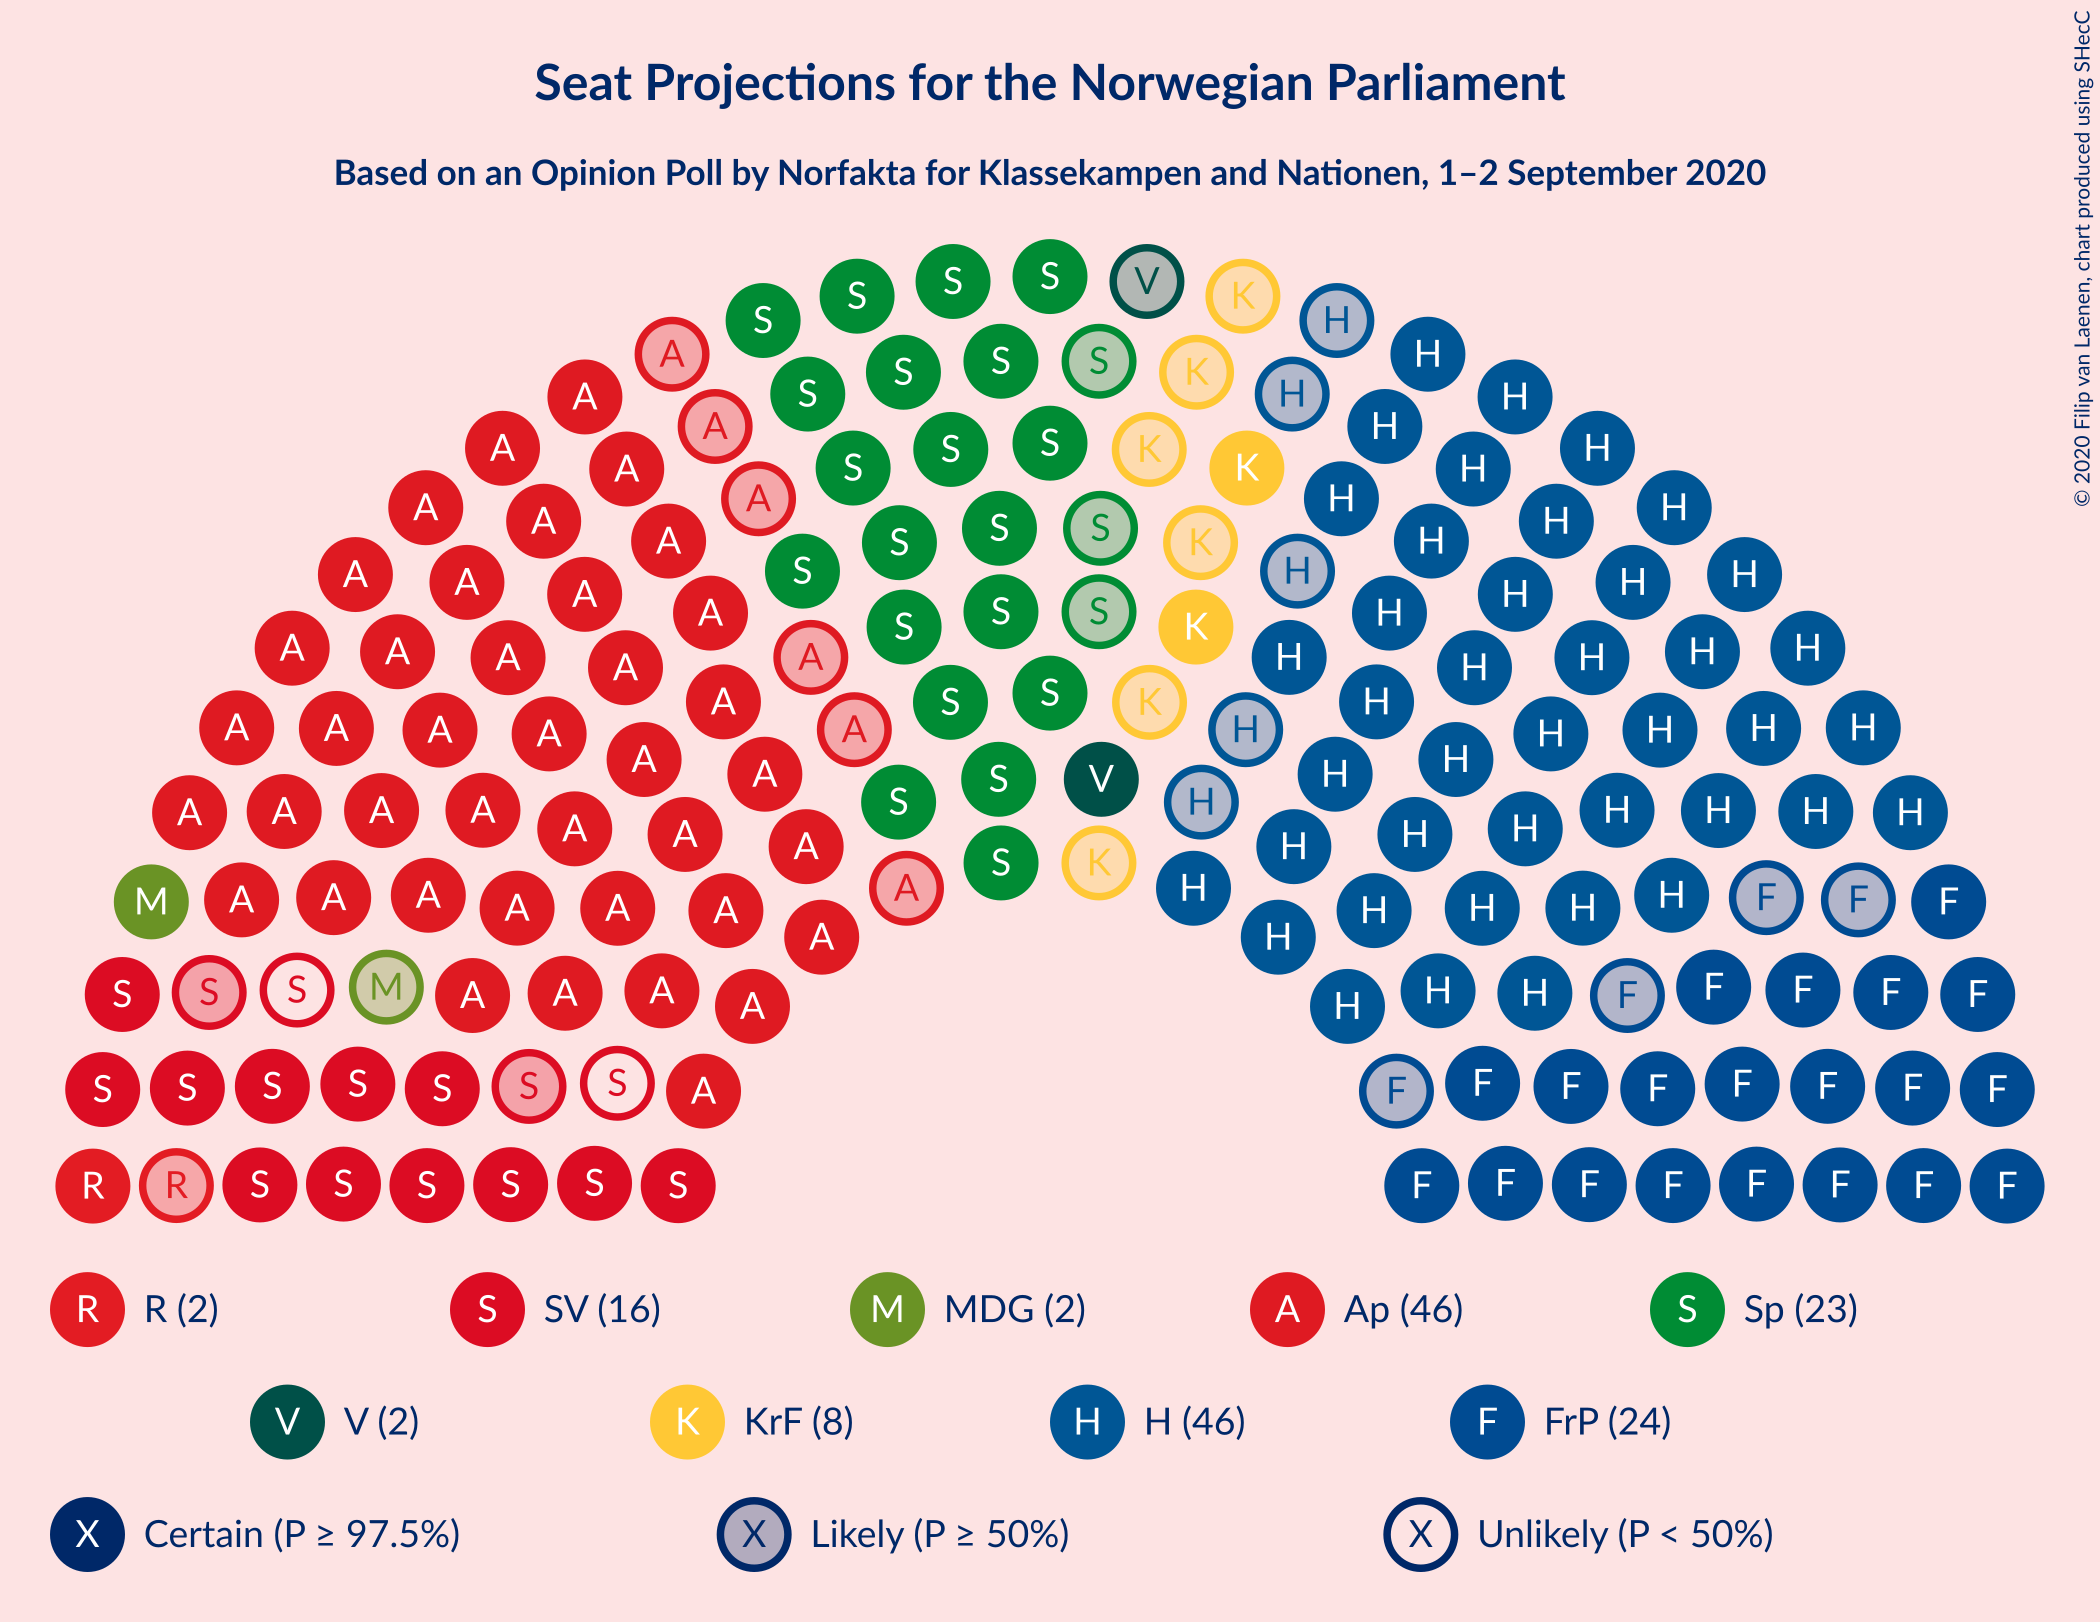 Seat Projections for the Norwegian Parliament
Based on an Opinion Poll by Norfakta for Klassekampen and Nationen, 1–2 September 2020
© 2020 Filip van Laenen, chart produced using SHecC
S S S S V K H
A S S S S K H H
A A S S S K K H H
A A A S S S S K H H H H
A A A A S S S K H H H H
A A A A A S S K H H H H H
A A A A A A S S V H H H H H H
A A A A A A A S K H H H H H H H
M A A A A A A A A H H H H H H F F F
S S S M A A A A H H H F F F F F
S S S S S S S A F F F F F F F F
R R S S S S S S F F F F F F F F
R R (2) S SV (16) M MDG (2) A Ap (46) S Sp (23)
V V (2) K KrF (8) H H (46) F FrP (24)
X Certain (P ≥ 97.5%) X Likely (P ≥ 50%) X Unlikely (P < 50%)